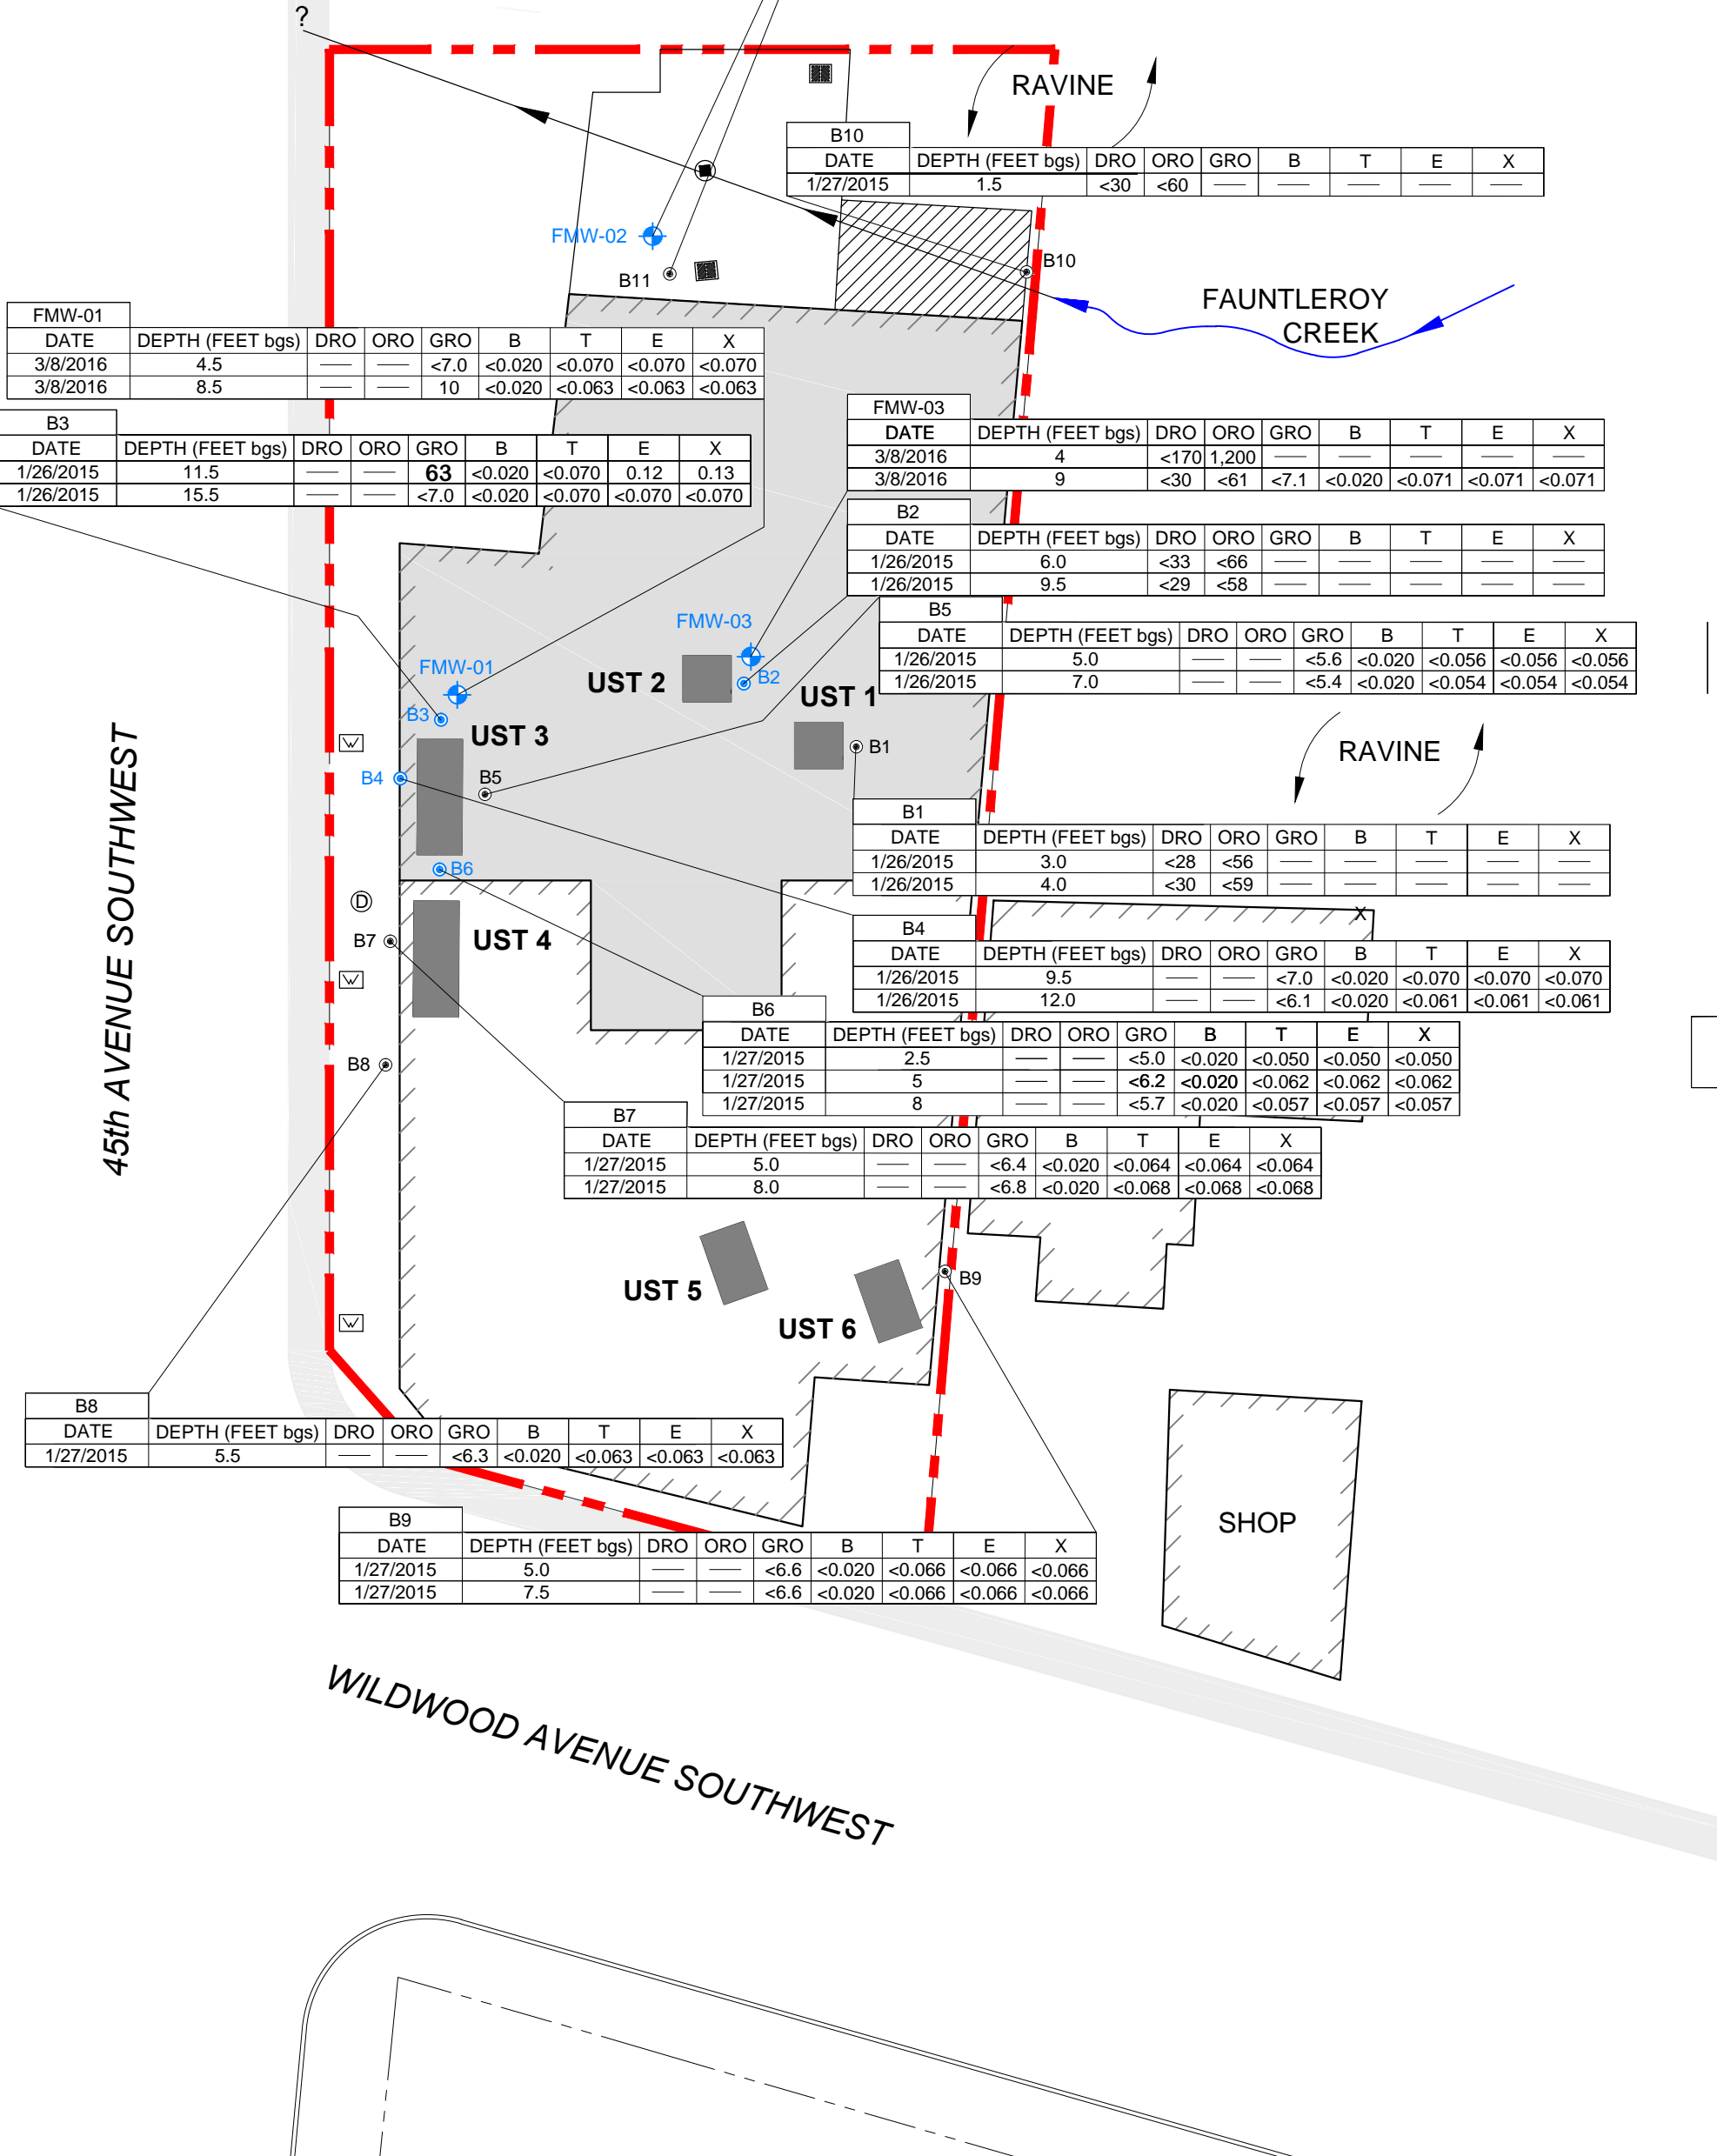 ?
RAVINE
B10
DATE DEPTH (FEET bgs) DRO ORO GRO B T E X
1/27/2015 1.5 <30 <60 — — — — —
FMW-02
B11
B10
FAUNTLEROY
CREEK
FMW-01
DATE DEPTH (FEET bgs) DRO ORO GRO B T E X
3/8/2016 4.5 — — <7.0 <0.020 <0.070 <0.070 <0.070
3/8/2016 8.5 — — 10 <0.020 <0.063 <0.063 <0.063
B3
DATE DEPTH (FEET bgs) DRO ORO GRO B T E X
1/26/2015 11.5 — — 63 <0.020 <0.070 0.12 0.13
1/26/2015 15.5 — — <7.0 <0.020 <0.070 <0.070 <0.070
FMW-03
DATE DEPTH (FEET bgs) DRO ORO GRO B T E X
3/8/2016 4 <170 1,200 — — — — —
3/8/2016 9 <30 <61 <7.1 <0.020 <0.071 <0.071 <0.071
B2
DATE DEPTH (FEET bgs) DRO ORO GRO B T E X
1/26/2015 6.0 <33 <66 — — — — —
1/26/2015 9.5 <29 <58 — — — — —
B5
DATE DEPTH (FEET bgs) DRO ORO GRO B T E X
1/26/2015 5.0 — — <5.6 <0.020 <0.056 <0.056 <0.056
1/26/2015 7.0 — — <5.4 <0.020 <0.054 <0.054 <0.054
FMW-03
FMW-01
UST 2
B2
UST 1
B3
UST 3
B1
RAVINE
W
B4
B5
45th AVENUE SOUTHWEST
B1
DATE DEPTH (FEET bgs) DRO ORO GRO B T E X
1/26/2015 3.0 <28 <56 — — — — —
1/26/2015 4.0 <30 <59 — — — — —
B6
D
B7
UST 4
W
X
B4
DATE DEPTH (FEET bgs) DRO ORO GRO B T E X
1/26/2015 9.5 — — <7.0 <0.020 <0.070 <0.070 <0.070
1/26/2015 12.0 — — <6.1 <0.020 <0.061 <0.061 <0.061
B6
DATE DEPTH (FEET bgs) DRO ORO GRO B T E X
1/27/2015 2.5 — — <5.0 <0.020 <0.050 <0.050 <0.050
1/27/2015 5 — — <6.2 <0.020 <0.062 <0.062 <0.062
1/27/2015 8 — — <5.7 <0.020 <0.057 <0.057 <0.057
B8
B7
DATE DEPTH (FEET bgs) DRO ORO GRO B T E X
1/27/2015 5.0 — — <6.4 <0.020 <0.064 <0.064 <0.064
1/27/2015 8.0 — — <6.8 <0.020 <0.068 <0.068 <0.068
UST 5
B9
UST 6
W
B8
DATE DEPTH (FEET bgs) DRO ORO GRO B T E X
1/27/2015 5.5 — — <6.3 <0.020 <0.063 <0.063 <0.063
B9
DATE DEPTH (FEET bgs) DRO ORO GRO B T E X
1/27/2015 5.0 — — <6.6 <0.020 <0.066 <0.066 <0.066
1/27/2015 7.5 — — <6.6 <0.020 <0.066 <0.066 <0.066
SHOP
WILDWOOD AVENUE SOUTHWEST